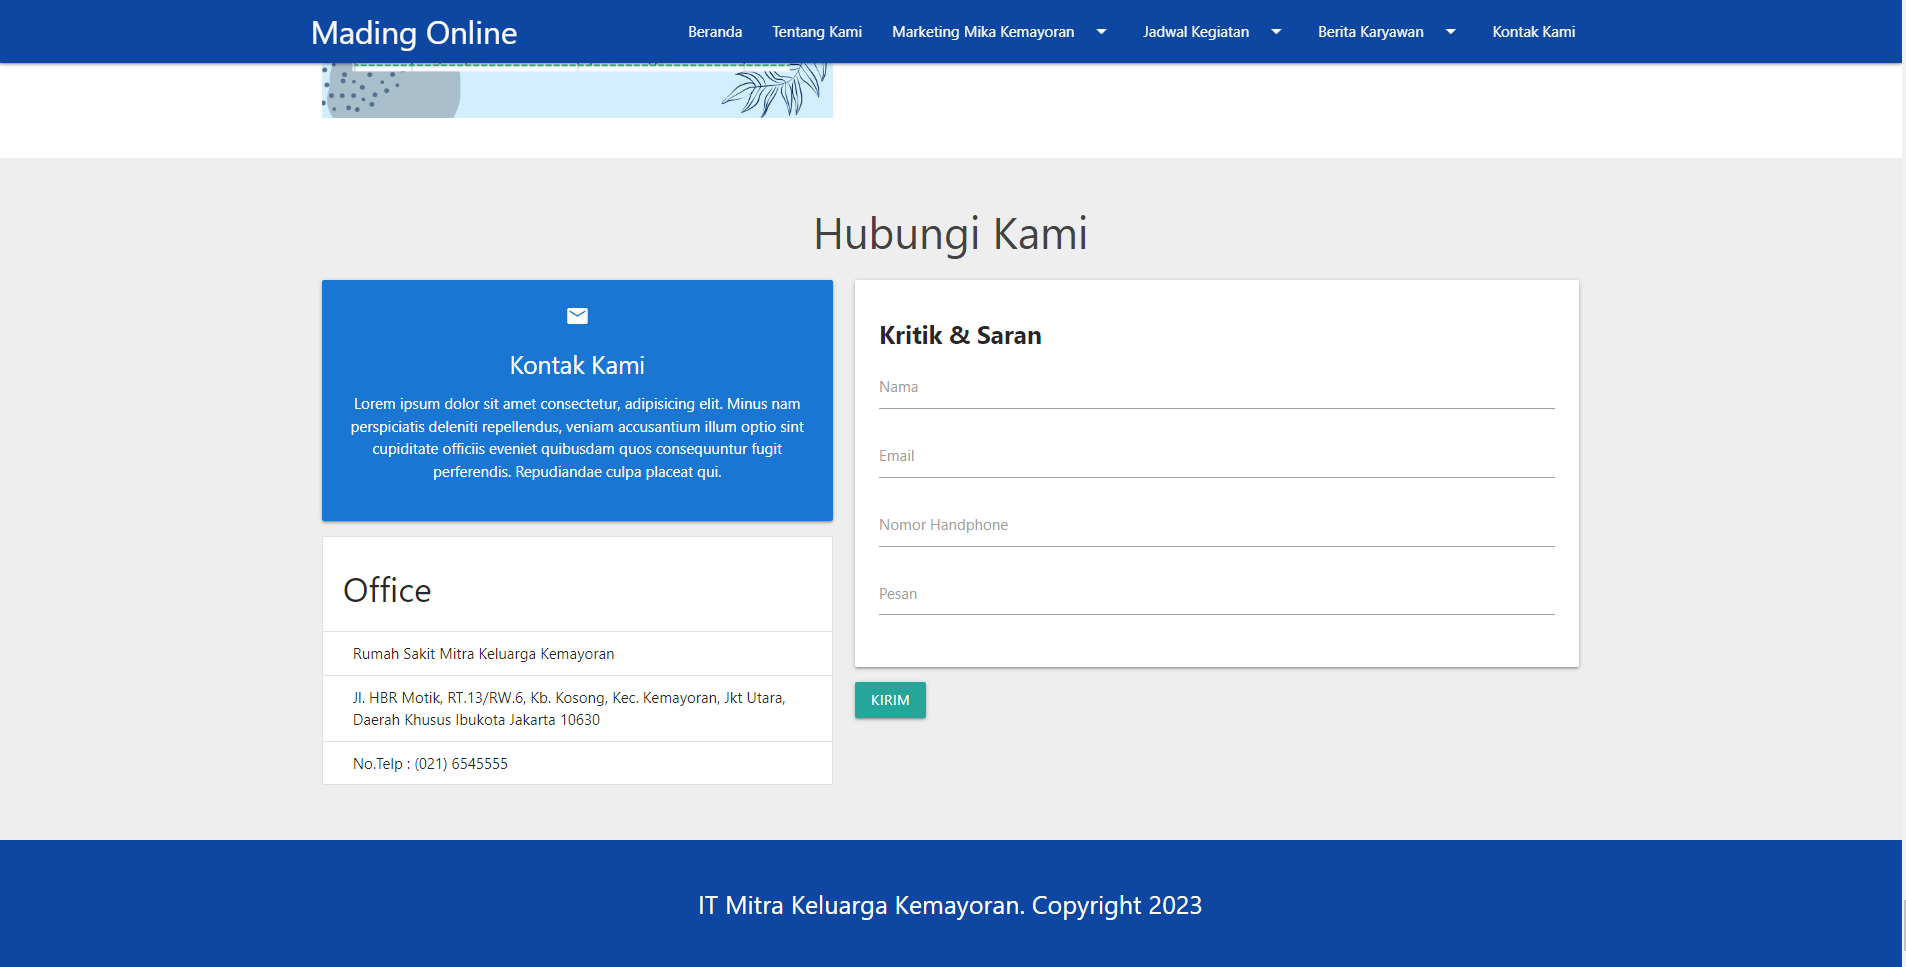 Mading Online
Beranda
Tentang Kami
Marketing Mika Kemayoran
Jadwal Kegiatan
Berita Karyawan
Kontak Kami
Hubungi Kami
Kontak Kami
Lorem ipsum dolor sit amet consectetur, adipisicing elit. Minus nam
perspiciatis deleniti repellendus, veniam accusantium illum optio sint
cupiditate officiis eveniet quibusdam quos consequuntur fugit
perferendis. Repudiandae culpa placeat qui.
Office
Rumah Sakit Mitra Keluarga Kemayoran
Jl. HBR Motik, RT.13/RW.6, Kb. Kosong, Kec. Kemayoran, Jkt Utara,
Daerah Khusus Ibukota Jakarta 10630
No.Telp : (021) 6545555
Kritik & Saran
Nama
Email
Nomor Handphone
Pesan
KIRIM
IT Mitra Keluarga Kemayoran. Copyright 2023